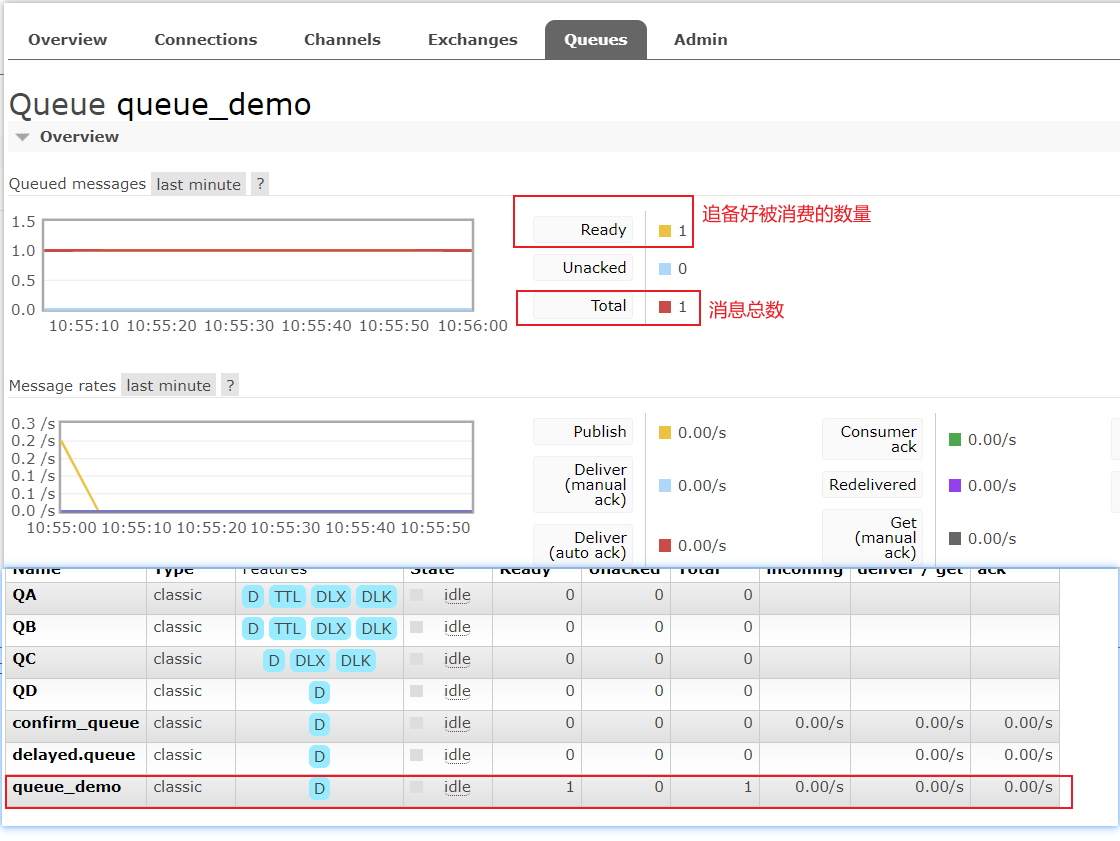 Overview Connections Channels Exchanges Queues Admin
Queue queue_demo
Overview
Queued messages last minute ?
1.5
1.0
0.5
0.0
10:55:10 10:55:20 10:55:30 10:55:40 10:55:50 10:56:00
Ready 1
追备好被消费的数量
Unacked 0
Total 1
消息总数
Message rates last minute ?
0.3 /s
0.2 /s
0.2 /s
0.1 /s
0.1 /s
0.0 /s
10:55:00 10:55:10 10:55:20 10:55:30 10:55:40 10:55:50
Publish 0.00/s
Deliver
(manual
ack) 0.00/s
Deliver
(auto ack) 0.00/s
Consumer
ack 0.00/s
Redelivered 0.00/s
Get
(manual
ack) 0.00/s
Name Type Features State Ready Unacked Total incoming deliver / get ack
QA classic D TTL DLX DLK idle 0 0 0
QB classic D TTL DLX DLK idle 0 0 0
QC classic D DLX DLK idle 0 0 0
QD classic D idle 0 0 0
confirm_queue classic D idle 0 0 0 0.00/s 0.00/s 0.00/s
delayed.queue classic D idle 0 0 0 0.00/s 0.00/s
queue_demo classic D idle 1 0 1 0.00/s 0.00/s 0.00/s